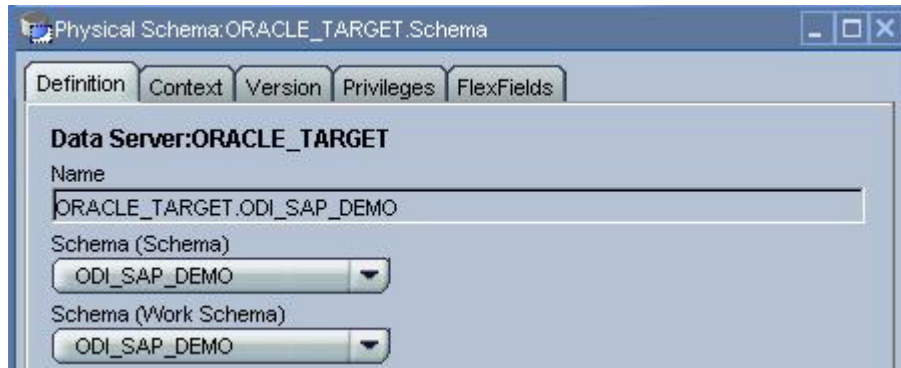 Physical Schema:ORACLE_TARGET.Schema
Definition Context Version Privileges FlexFields
Data Server:ORACLE_TARGET
Name
ORACLE_TARGET.ODI_SAP_DEMO
Schema (Schema)
ODI_SAP_DEMO
Schema (Work Schema)
ODI_SAP_DEMO